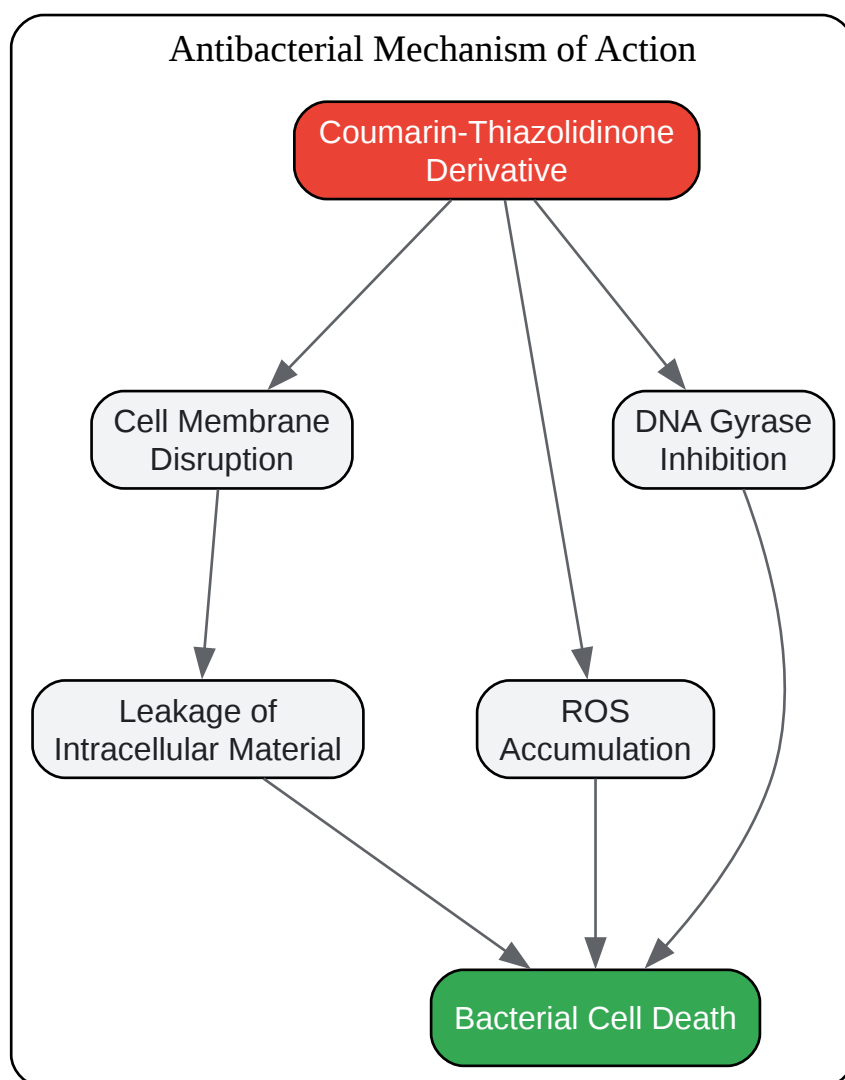 Antibacterial Mechanism of Action
Coumarin-Thiazolidinone
Derivative
Cell Membrane
Disruption
DNA Gyrase
Inhibition
Leakage of
Intracellular Material
ROS
Accumulation
Bacterial Cell Death